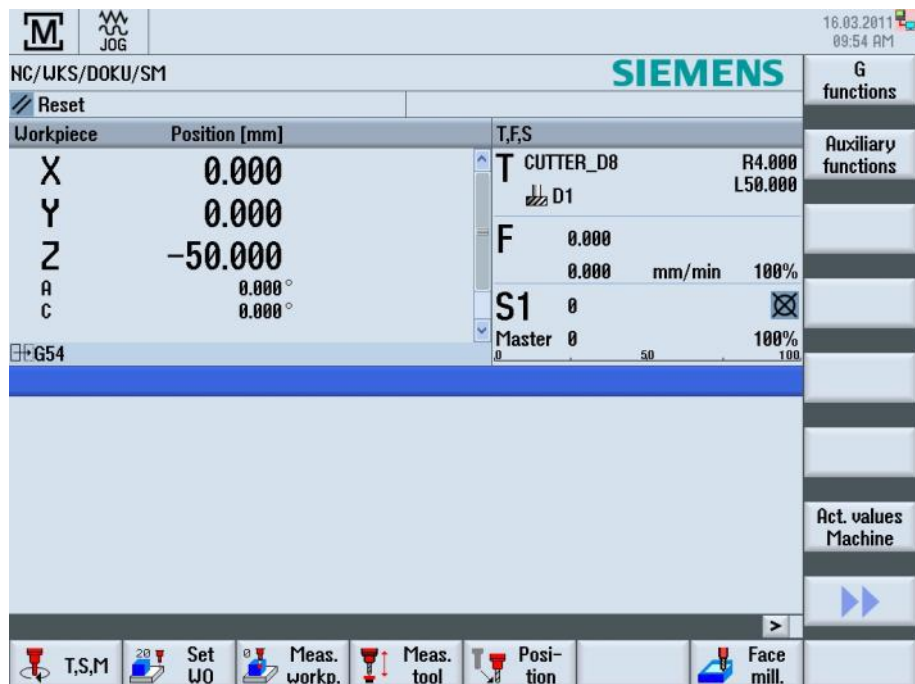 M
JOG
16.03.2011
09:54 AM
NC/WKS/DOKU/SM
SIEMENS
Reset
Workpiece Position [mm]
T,F,S
X 0.000
Y 0.000
Z -50.000
A 0.000°
C 0.000°
G54
T CUTTER_D8 R4.000
D1 L50.000
F 0.000
0.000 mm/min 100%
S1 0
Master 0 100%
0 50 100
G
functions
Auxiliary
functions
Act. values
Machine
>
T,S,M
20
Set
WO
0
Meas.
workp.
Meas.
tool
Posi-
tion
Face
mill.